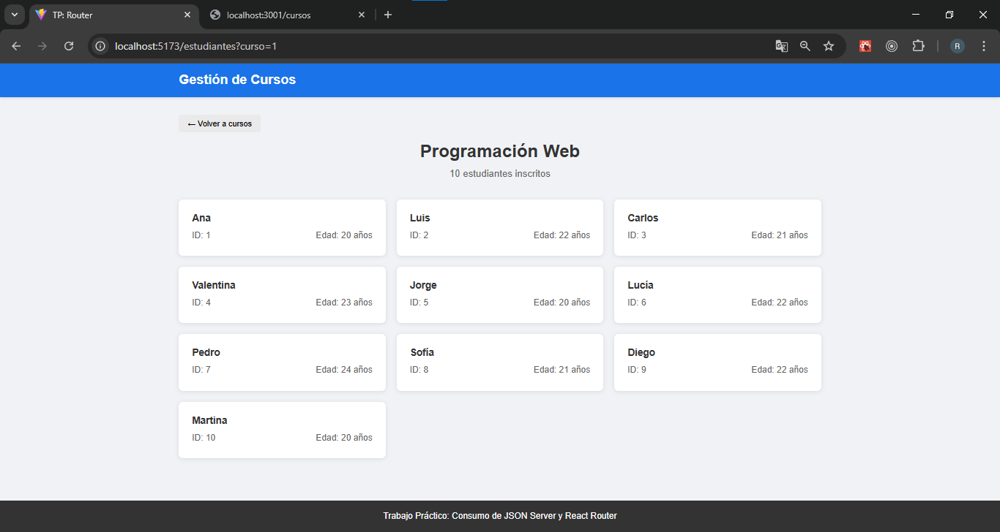 TP: Router
localhost:3001/cursos
localhost:5173/estudiantes?curso=1
R
Gestión de Cursos
← Volver a cursos
Programación Web
10 estudiantes inscritos
Ana
ID: 1 Edad: 20 años
Luis
ID: 2 Edad: 22 años
Carlos
ID: 3 Edad: 21 años
Valentina
ID: 4 Edad: 23 años
Jorge
ID: 5 Edad: 20 años
Lucía
ID: 6 Edad: 22 años
Pedro
ID: 7 Edad: 24 años
Sofía
ID: 8 Edad: 21 años
Diego
ID: 9 Edad: 22 años
Martina
ID: 10 Edad: 20 años
Trabajo Práctico: Consumo de JSON Server y React Router